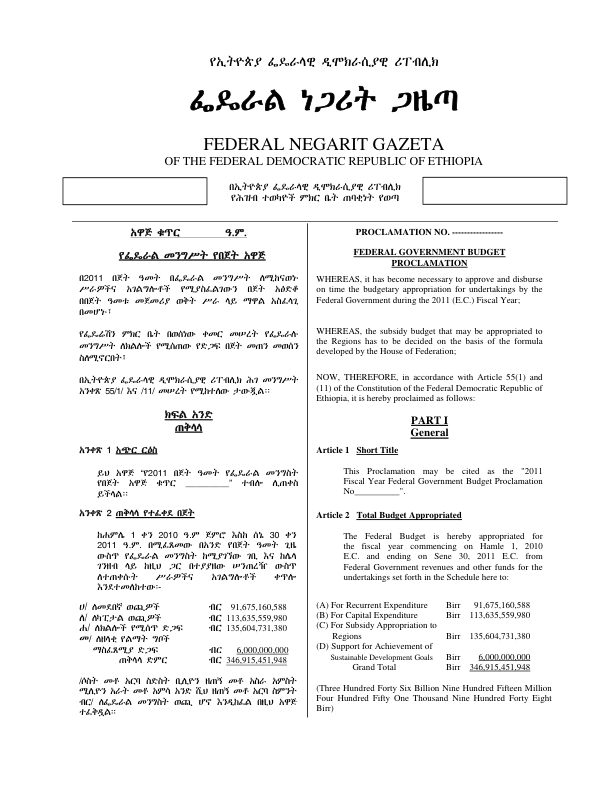 የኢትዮጵያ ፌዴራላዊ ዲሞክራሲያዊ ሪፐብሊክ
ፌዴራል ነጋሪት ጋዜጣ
FEDERAL NEGARIT GAZETA
OF THE FEDERAL DEMOCRATIC REPUBLIC OF ETHIOPIA
በኢትዮጵያ ፌዴራላዊ ዲሞክራሲያዊ ሪፐብሊክ
የሕዝብ ተወካዮች ምክር ቤት ጠባቂነት የወጣ
አዋጅ ቁጥር ________ ዓ.ም.
የፌዴራል መንግሥት የበጀት አዋጅ
በ2011 በጀት ዓመት በፌዴራል መንግሥት ለሚከናወኑ
ሥራዎችና አገልግሎቶች የሚያስፈልገውን በጀት አፅድቆ
በበጀት ዓመቱ መጀመሪያ ወቅት ሥራ ላይ ማዋል አስፈላጊ
በመሆኑ፣
የፌዴሬሽን ምክር ቤት በወሰነው ቀመር መሠረት የፌዴራሉ
መንግሥት ለክልሎች የሚሰጠው የድጋፍ በጀት መጠን መወሰን
ስለሚኖርበት፣
በኢትዮጵያ ፌዴራላዊ ዲሞክራሲያዊ ሪፐብሊክ ሕገ መንግሥት
አንቀጽ 55/1/ እና /11/ መሠረት የሚከተለው ታውጇል፡፡
ክፍል አንድ
ጠቅላላ
አንቀጽ 1 አጭር ርዕስ
ይህ አዋጅ "የ2011 በጀት ዓመት የፌዴራል መንግስት
የበጀት አዋጅ ቁጥር _________" ተብሎ ሊጠቀስ
ይችላል፡፡
አንቀጽ 2 ጠቅላላ የተፈቀደ በጀት
ከሐምሌ 1 ቀን 2010 ዓ.ም ጀምሮ እስከ ሰኔ 30 ቀን
2011 ዓ.ም. በሚፈጸመው በአንድ የበጀት ዓመት ጊዜ
ውስጥ የፌዴራል መንግስት ከሚያገኘው ገቢ እና ከሌላ
ገንዘብ ላይ ከዚህ ጋር በተያያዘው ሠንጠረዥ ውስጥ
ለተጠቀሱት ሥራዎችና አገልግሎቶች ቀጥሎ
እንደተመለከተው፡-
ሀ/ ለመደበኛ ወጪዎች ብር 91,675,160,588
ለ/ ለካፒታል ወጪዎች ብር 113,635,559,980
ሐ/ ለክልሎች የሚሰጥ ድጋፍ ብር 135,604,731,380
መ/ ለዘላቂ የልማት ግቦች
ማስፈጸሚያ ድጋፍ ብር 6,000,000,000
ጠቅላላ ድምር ብር 346,915,451,948
/ሶስት መቶ አርባ ስድስት ቢሊዮን ዘጠኝ መቶ አስራ አምስት
ሚሊዮን አራት መቶ አምሳ አንድ ሺህ ዘጠኝ መቶ አርባ ስምንት
ብር/ ለፌዴራል መንግስት ወጪ ሆኖ እንዲከፈል በዚህ አዋጅ
ተፈቅዷል፡፡
PROCLAMATION NO. -----------------
FEDERAL GOVERNMENT BUDGET
PROCLAMATION
WHEREAS, it has become necessary to approve and disburse
on time the budgetary appropriation for undertakings by the
Federal Government during the 2011 (E.C.) Fiscal Year;
WHEREAS, the subsidy budget that may be appropriated to
the Regions has to be decided on the basis of the formula
developed by the House of Federation;
NOW, THEREFORE, in accordance with Article 55(1) and
(11) of the Constitution of the Federal Democratic Republic of
Ethiopia, it is hereby proclaimed as follows:
PART I
General
Article 1 Short Title
This Proclamation may be cited as the "2011
Fiscal Year Federal Government Budget Proclamation
No__________".
Article 2 Total Budget Appropriated
The Federal Budget is hereby appropriated for
the fiscal year commencing on Hamle 1, 2010
E.C. and ending on Sene 30, 2011 E.C. from
Federal Government revenues and other funds for the
undertakings set forth in the Schedule here to:
(A) For Recurrent Expenditure Birr 91,675,160,588
(B) For Capital Expenditure Birr 113,635,559,980
(C) For Subsidy Appropriation to
Regions Birr 135,604,731,380
(D) Support for Achievement of
Sustainable Development Goals Birr 6,000,000,000
Grand Total Birr 346,915,451,948
(Three Hundred Forty Six Billion Nine Hundred Fifteen Million
Four Hundred Fifty One Thousand Nine Hundred Forty Eight
Birr)